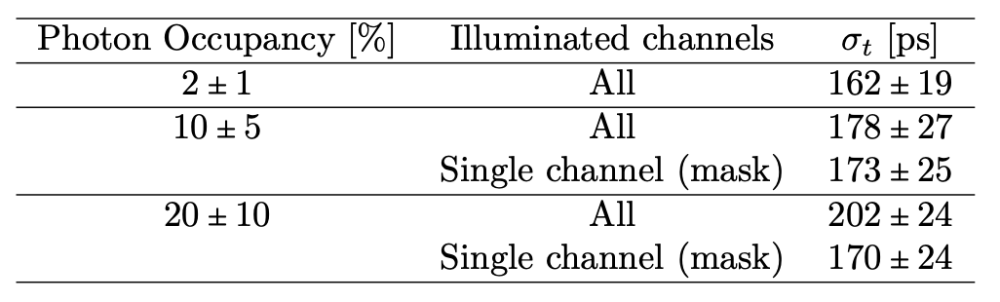 Photon Occupancy [%] Illuminated channels σt [ps]
2 ± 1 All 162 ± 19
10 ± 5 All 178 ± 27
Single channel (mask) 173 ± 25
20 ± 10 All 202 ± 24
Single channel (mask) 170 ± 24